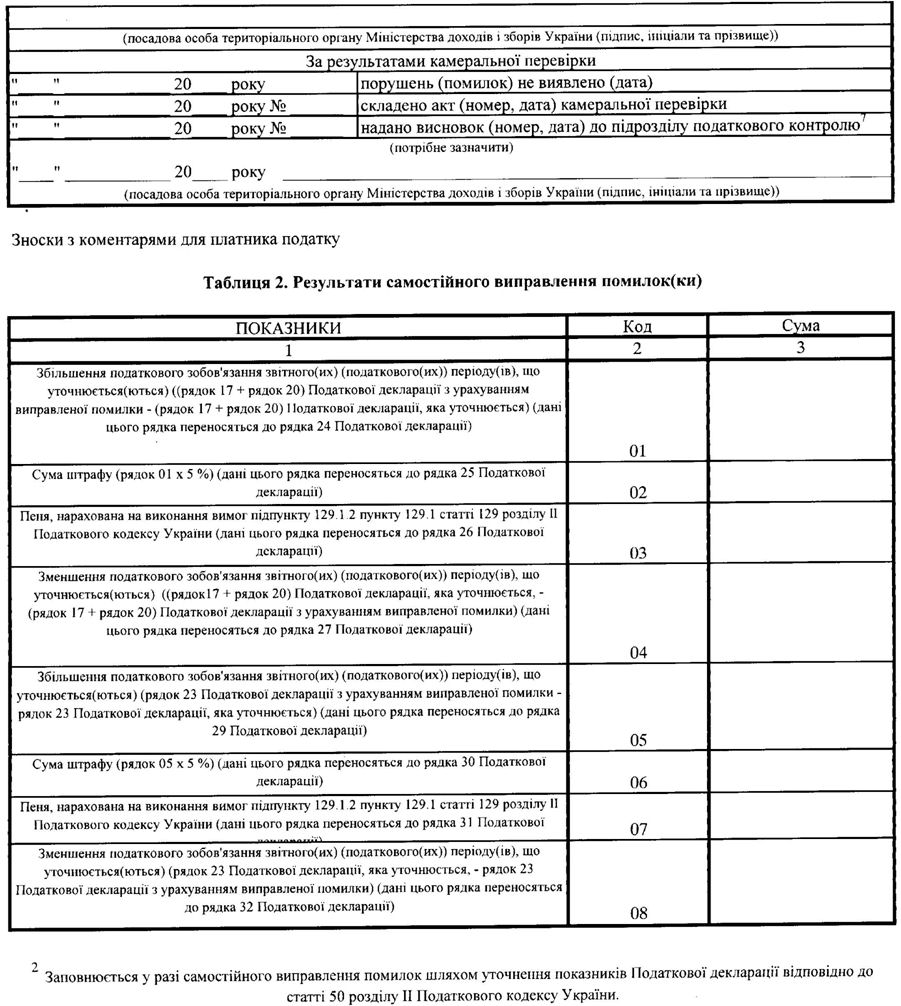 (посадова особа територіального органу Міністерства доходів і зборів України (підпис, ініціали та прізвище))
За результатами камеральної перевірки
"____"____________________20____року порушень (помилок) не виявлено (дата)
"____"____________________20____року № складено акт (номер, дата) камеральної перевірки
"____"____________________20____року № надано висновок (номер, дата) до підрозділу податкового контролю7
(потрібне зазначити)
"____" ____________________20____ року
(посадова особа територіального органу Міністерства доходів і зборів України (підпис, ініціали та прізвище))
Зноски з коментарями для платника податку
Таблиця 2. Результати самостійного виправлення помилок(ки)
ПОКАЗНИКИ Код Сума
1 2 3
Збільшення податкового зобов'язання звітного(их) (податкового(их)) періоду(ів), що
уточнюється(ються) ((рядок 17 + рядок 20) Податкової декларації з урахуванням
виправленої помилки - (рядок 17 + рядок 20) Податкової декларації, яка уточнюється) (дані
цього рядка переносяться до рядка 24 Податкової декларації)
01
Сума штрафу (рядок 01 х 5 %) (дані цього рядка переносяться до рядка 25 Податкової
декларації)
02
Пеня, нарахована на виконання вимог підпункту 129.1.2 пункту 129.1 статті 129 розділу II
Податкового кодексу України (дані цього рядка переносяться до рядка 26 Податкової
декларації)
03
Зменшення податкового зобов'язання звітного(их) (податкового(их)) періоду(ів), що
уточнюється(ються) ((рядок17 + рядок 20) Податкової декларації, яка уточнюється, -
(рядок 17 + рядок 20) Податкової декларації з урахуванням виправленої помилки) (дані
цього рядка переносяться до рядка 27 Податкової декларації)
04
Збільшення податкового зобов'язання звітного(их) (податкового(их)) періоду(ів), що
уточнюється(ються) (рядок 23 Податкової декларації з урахуванням виправленої помилки -
рядок 23 Податкової декларації, яка уточнюється) (дані цього рядка переносяться до рядка
29 Податкової декларації)
05
Сума штрафу (рядок 05 х 5 %) (дані цього рядка переносяться до рядка 30 Податкової
декларації)
06
Пеня, нарахована на виконання вимог підпункту 129.1.2 пункту 129.1 статті 129 розділу II
Податкового кодексу України (дані цього рядка переносяться до рядка 31 Податкової
07
Зменшення податкового зобов'язання звітного(их) (податкового(их)) періоду(ів), що
уточнюється(ються) (рядок 23 Податкової декларації, яка уточнюється, - рядок 23
Податкової декларації з урахуванням виправленої помилки) (дані цього рядка переносяться
до рядка 32 Податкової декларації)
08
2 Заповнюється у разі самостійного виправлення помилок шляхом уточнення показників Податкової декларації відповідно до
статті 50 розділу II Податкового кодексу України.